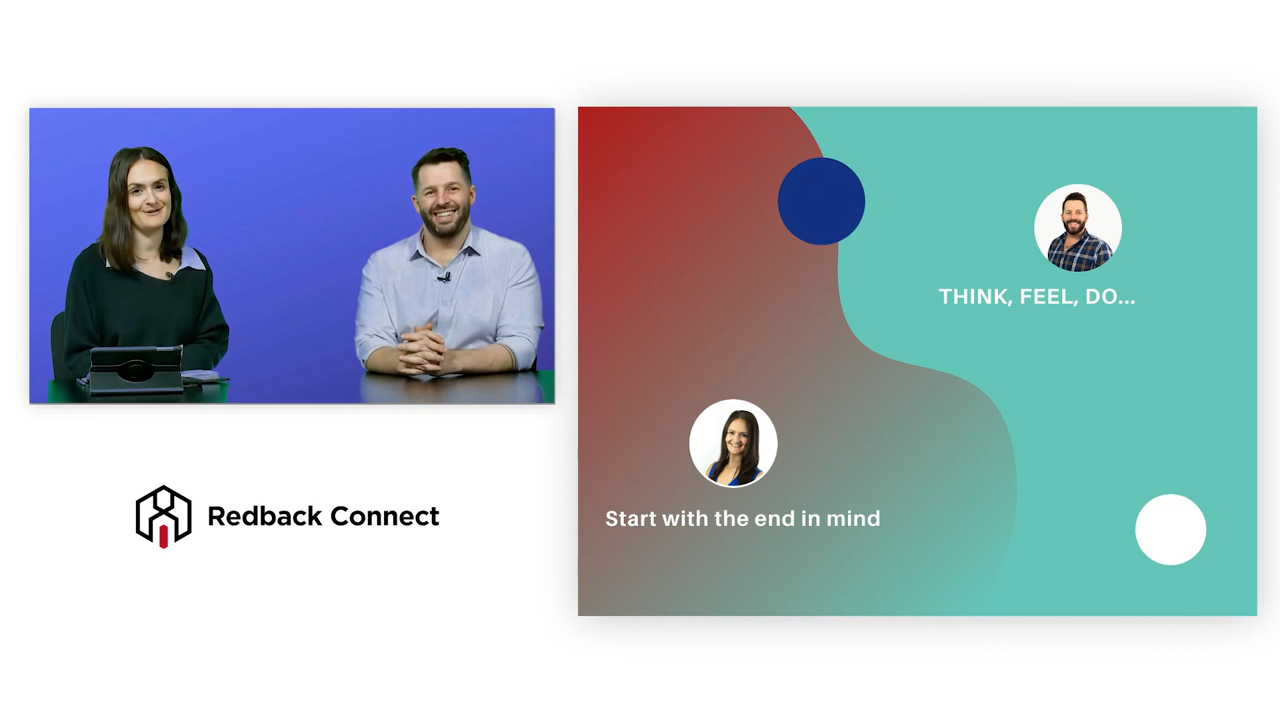 THINK, FEEL, DO...
Start with the end in mind
Redback Connect